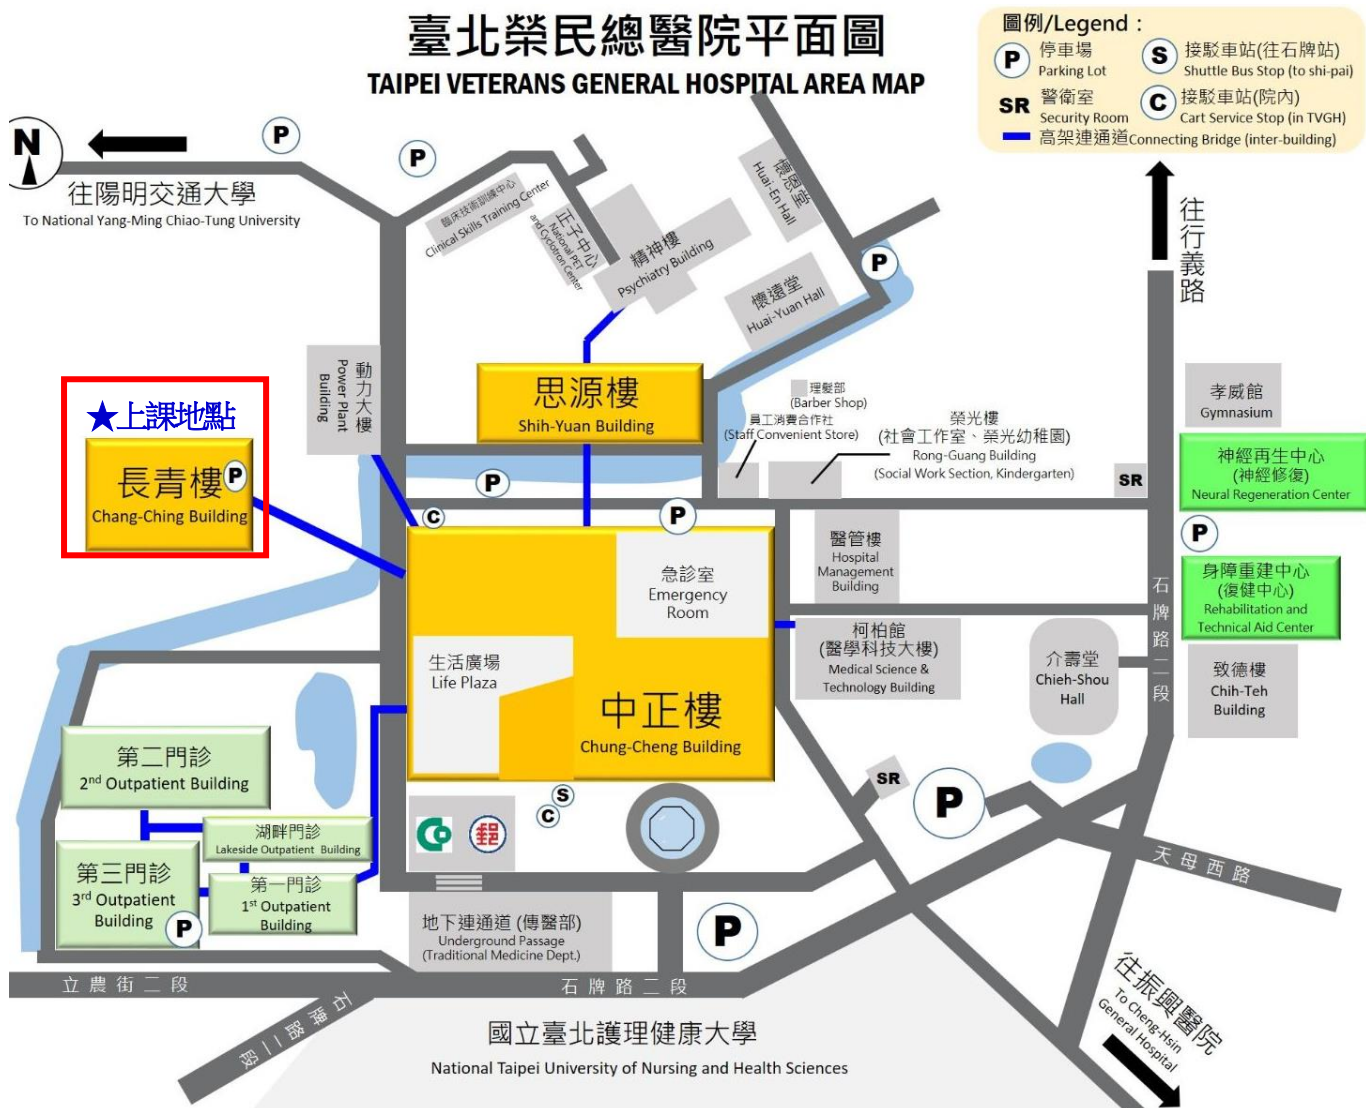 臺北榮民總醫院平面圖
TAIPEI VETERANS GENERAL HOSPITAL AREA MAP
圖例/Legend：
P
停車場
Parking Lot
S
接駁車站(往石牌站)
Shuttle Bus Stop (to shi-pai)
SR
警衛室
Security Room
C
接駁車站(院內)
Cart Service Stop (in TVGH)
高架連通道Connecting Bridge (inter-building)
N
往陽明交通大學
To National Yang-Ming Chiao-Tung University
P
P
臨床技術訓練中心
Clinical Skills Training Center
正子中心
National PET
and Cyclotron Center
精神樓
Psychiatry Building
懷恩堂
Huai-En Hall
懷遠堂
Huai-Yuan Hall
P
往行義路
動力大樓
Power Plant
Building
思源樓
Shih-Yuan Building
理髮部
(Barber Shop)
員工消費合作社
(Staff Convenient Store)
榮光樓
(社會工作室、榮光幼稚園)
Rong-Guang Building
(Social Work Section, Kindergarten)
孝威館
Gymnasium
★上課地點
長青樓
P
Chang-Ching Building
神經再生中心
(神經修復)
Neural Regeneration Center
SR
P
C
P
P
急診室
Emergency
Room
醫管樓
Hospital
Management
Building
身障重建中心
(復健中心)
Rehabilitation and
Technical Aid Center
石牌路二段
生活廣場
Life Plaza
中正樓
Chung-Cheng Building
柯柏館
(醫學科技大樓)
Medical Science &
Technology Building
介壽堂
Chieh-Shou
Hall
致德樓
Chih-Teh
Building
第二門診
2nd Outpatient Building
湖畔門診
Lakeside Outpatient Building
第三門診
3rd Outpatient
Building
P
第一門診
1st Outpatient
Building
S
C
郵
SR
P
天母西路
地下連通道 (傳醫部)
Underground Passage
(Traditional Medicine Dept.)
P
立農街二段
石牌路二段
石牌路二段
國立臺北護理健康大學
National Taipei University of Nursing and Health Sciences
往振興醫院
To Cheng-Hsin
General Hospital